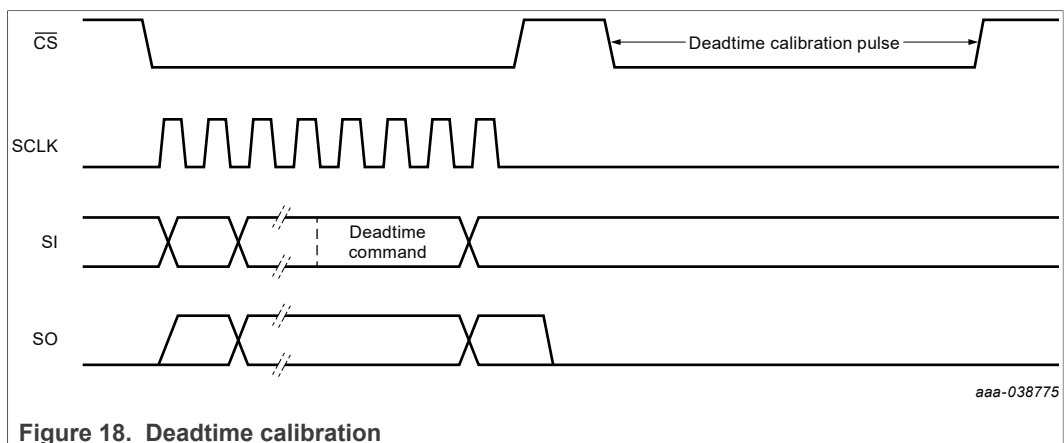 CS
Deadtime calibration pulse
SCLK
SI
Deadtime
command
SO
aaa-038775
Figure 18. Deadtime calibration